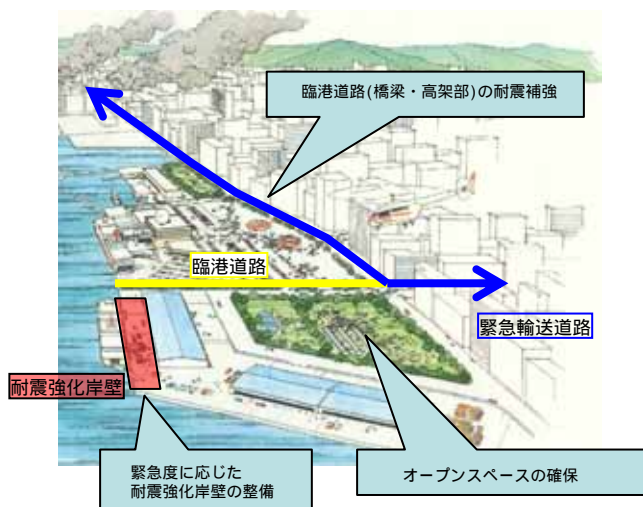 臨港道路(橋梁・高架部)の耐震補強
臨港道路
緊急輸送道路
耐震強化岸壁
緊急度に応じた
耐震強化岸壁の整備
オープンスペースの確保